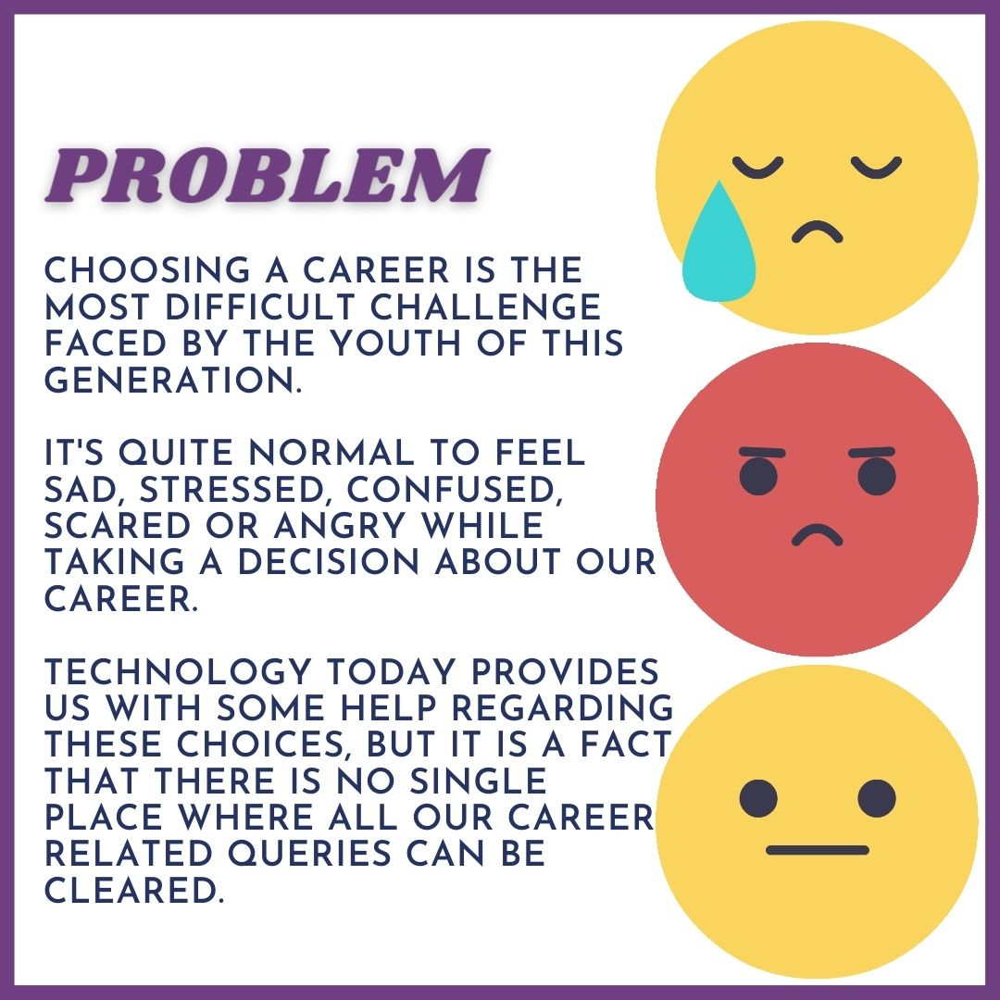 PROBLEM
CHOOSING A CAREER IS THE
MOST DIFFICULT CHALLENGE
FACED BY THE YOUTH OF THIS
GENERATION.
IT'S QUITE NORMAL TO FEEL
SAD, STRESSED, CONFUSED,
SCARED OR ANGRY WHILE
TAKING A DECISION ABOUT OUR
CAREER.
TECHNOLOGY TODAY PROVIDES
US WITH SOME HELP REGARDING
THESE CHOICES, BUT IT IS A FACT
THAT THERE IS NO SINGLE
PLACE WHERE ALL OUR CAREER
RELATED QUERIES CAN BE
CLEARED.